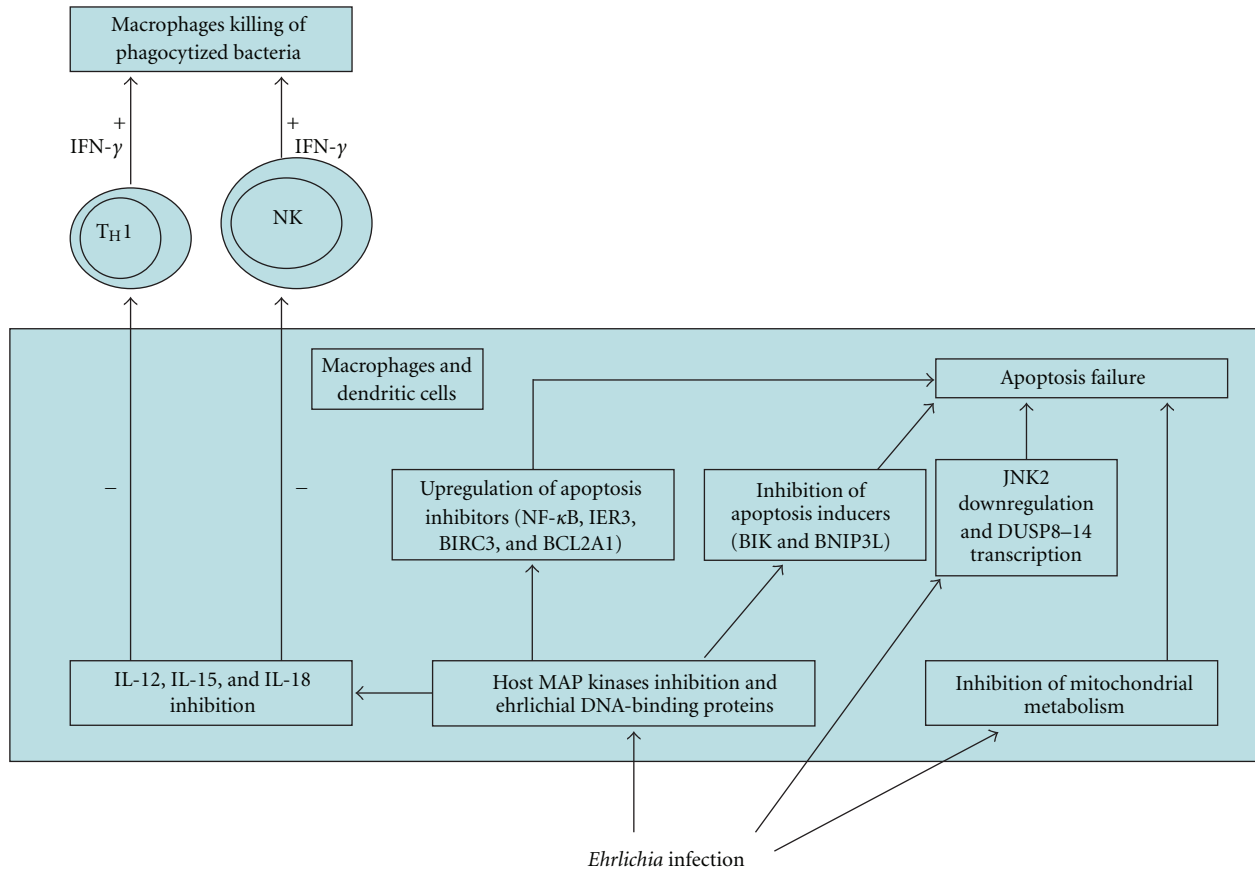 Macrophages killing of
phagocytized bacteria
+
IFN-γ
+
IFN-γ
TH1
NK
Macrophages and
dendritic cells
Apoptosis failure
–
–
Upregulation of apoptosis
inhibitors (NF-κB, IER3,
BIRC3, and BCL2A1)
Inhibition of
apoptosis inducers
(BIK and BNIP3L)
JNK2
downregulation
and DUSP8–14
transcription
IL-12, IL-15, and IL-18
inhibition
Host MAP kinases inhibition and
ehrlichial DNA-binding proteins
Inhibition of mitochondrial
metabolism
Ehrlichia infection